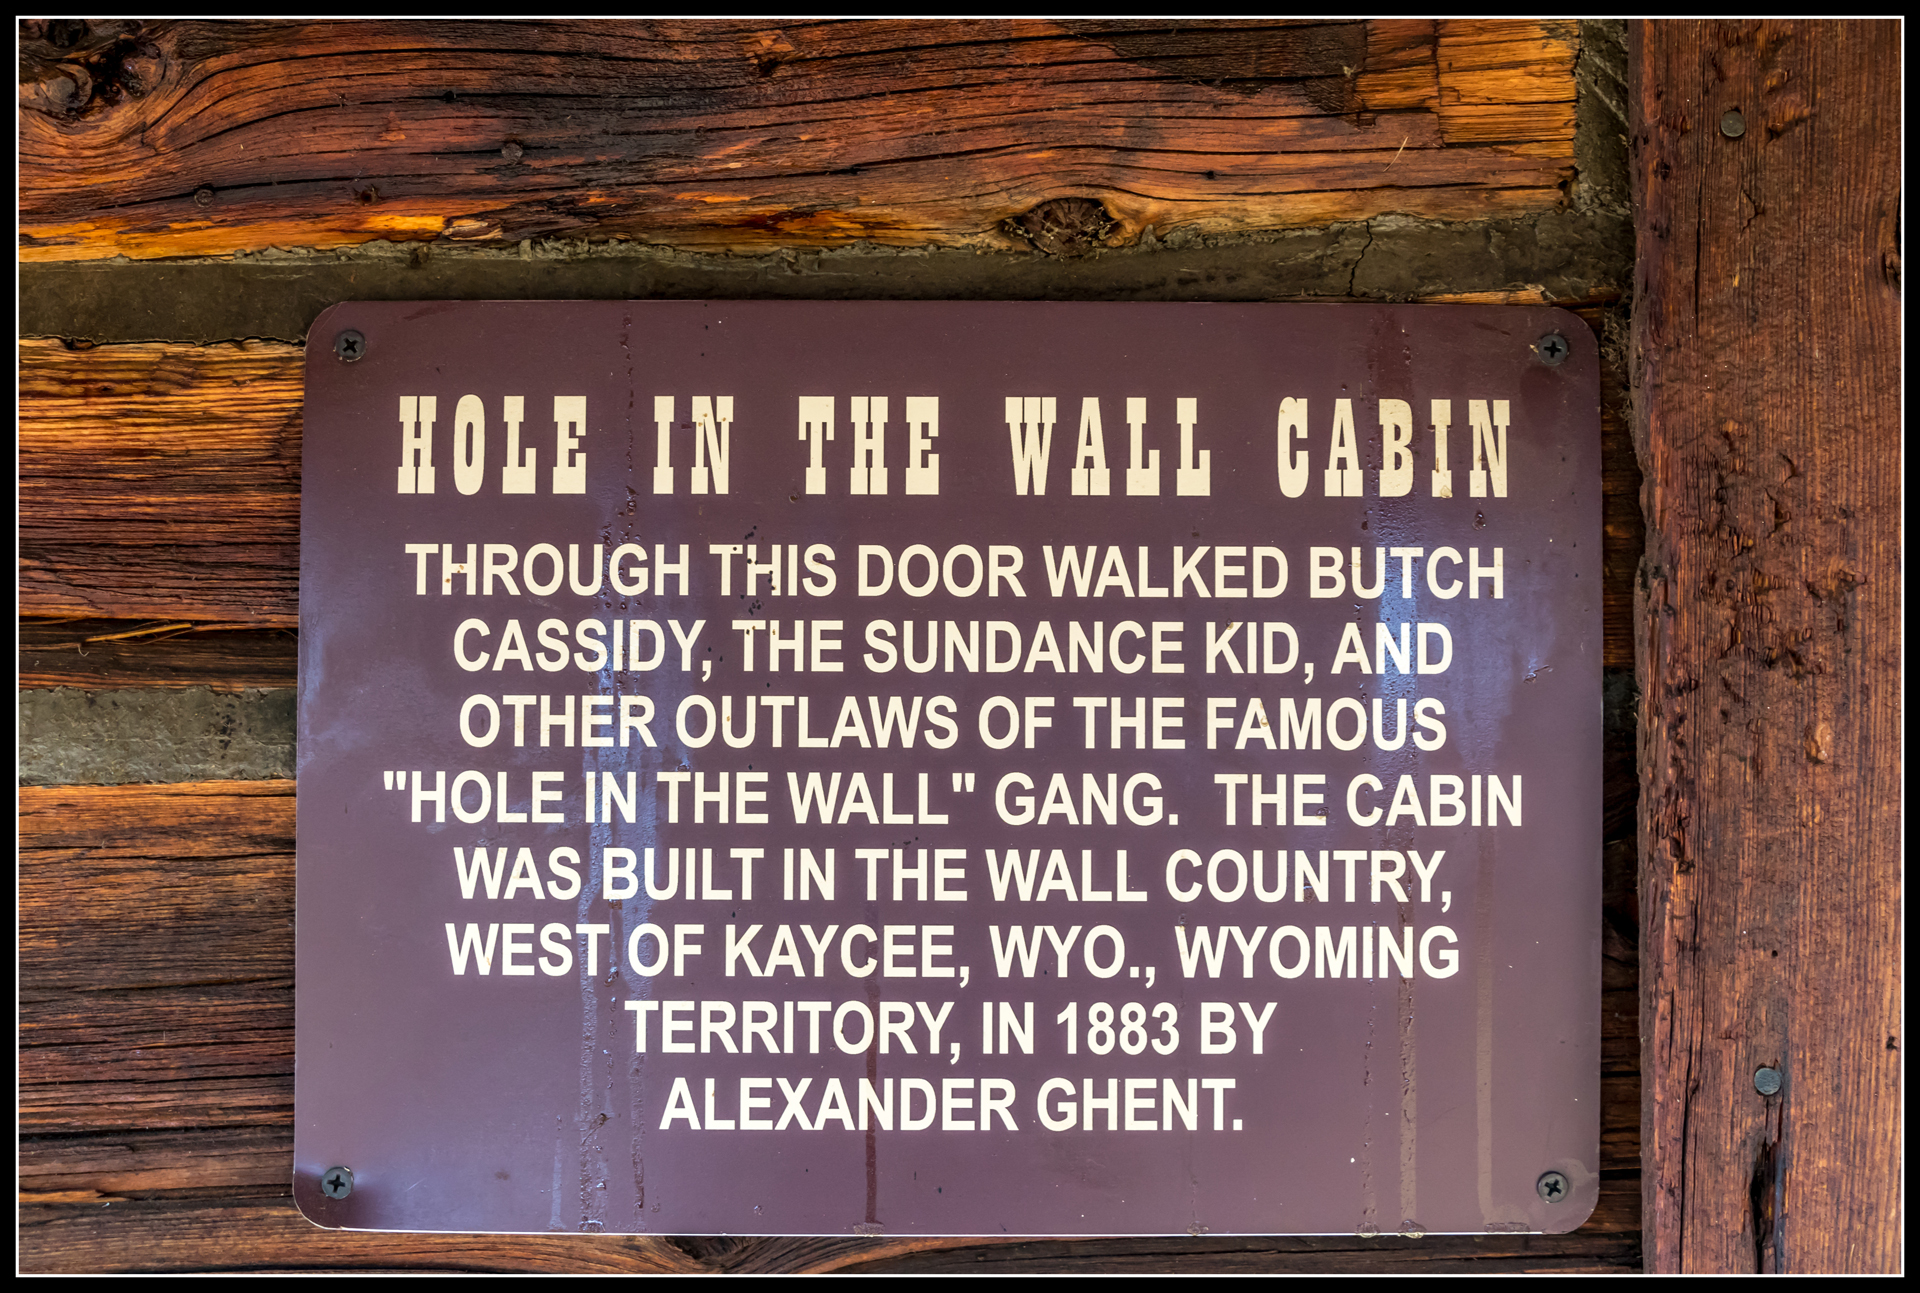 HOLE IN THE WALL CABIN
THROUGH THIS DOOR WALKED BUTCH
CASSIDY, THE SUNDANCE KID, AND
OTHER OUTLAWS OF THE FAMOUS
"HOLE IN THE WALL" GANG.  THE CABIN
WAS BUILT IN THE WALL COUNTRY,
WEST OF KAYCEE, WYO., WYOMING
TERRITORY, IN 1883 BY
ALEXANDER GHENT.